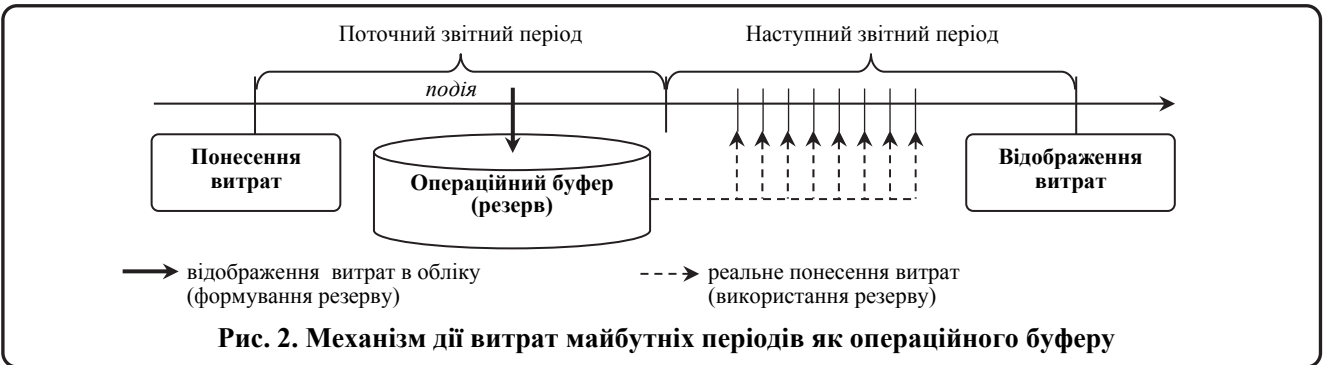 Поточний звітний період
Наступний звітний період
подія
Понесення
витрат
Операційний буфер
(резерв)
Відображення
витрат
відображення витрат в обліку
(формування резерву)
реальне понесення витрат
(використання резерву)
Рис. 2. Механізм дії витрат майбутніх періодів як операційного буферу